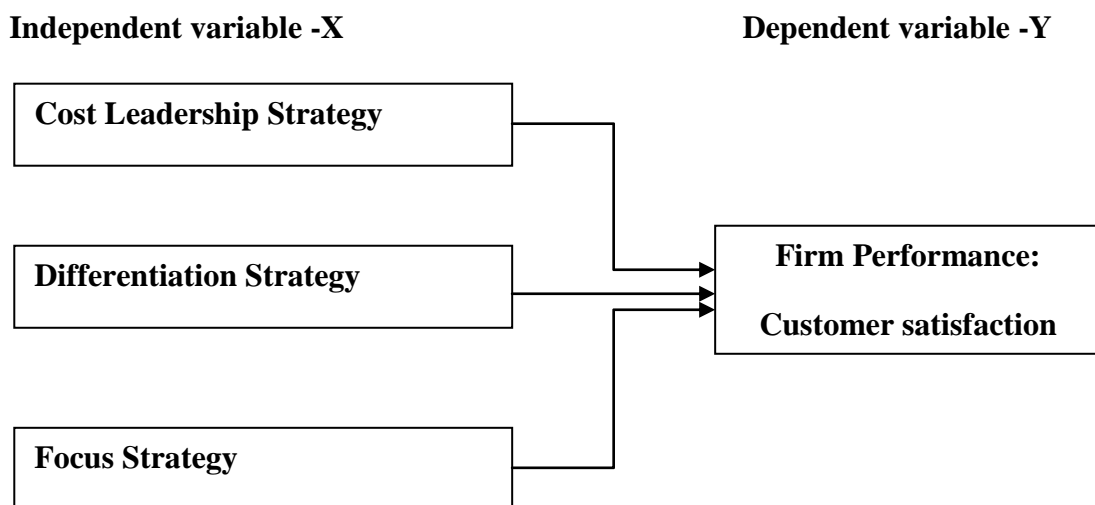 Independent variable -X
Dependent variable -Y
Cost Leadership Strategy
Differentiation Strategy
Firm Performance:
Customer satisfaction
Focus Strategy